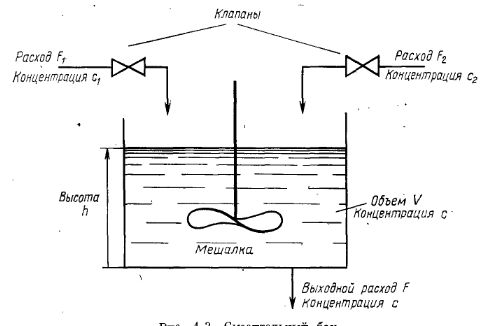 Клапаны
Расход F₁
Концентрация c₁
Расход F₂
Концентрация c₂
Высота
h
Объем V
Концентрация c
Мешалка
Выходной расход F
Концентрация c